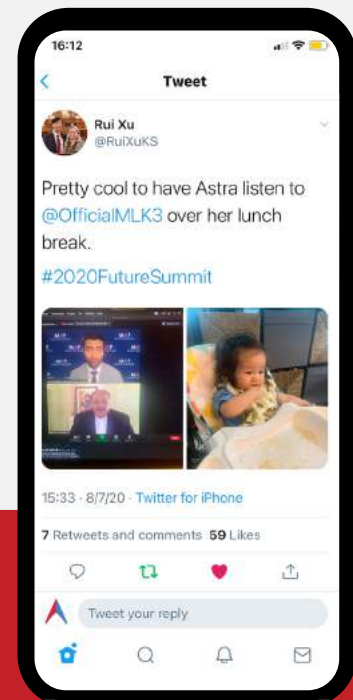 16:12
Tweet
Rui Xu
@RuiXuKS
Pretty cool to have Astra listen to
@OfficialMLK3 over her lunch
break.
#2020FutureSummit
15:33 · 8/7/20 · Twitter for iPhone
7 Retweets and comments 59 Likes
Tweet your reply